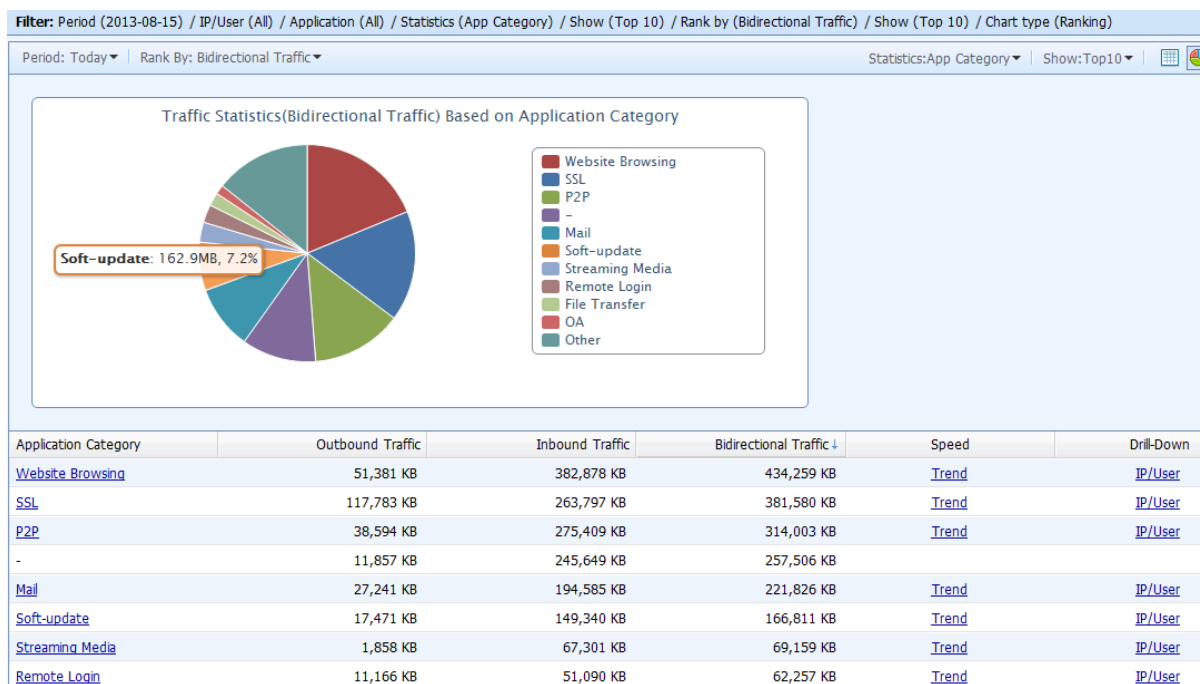 Filter: Period (2013-08-15) / IP/User (All) / Application (All) / Statistics (App Category) / Show (Top 10) / Rank by (Bidirectional Traffic) / Show (Top 10) / Chart type (Ranking)
Period: Today Rank By: Bidirectional Traffic Statistics:App Category Show:Top10
Traffic Statistics(Bidirectional Traffic) Based on Application Category
Website Browsing
SSL
P2P
-
Mail
Soft-update
Streaming Media
Remote Login
File Transfer
OA
Other
Soft-update: 162.9MB, 7.2%
Application Category Outbound Traffic Inbound Traffic Bidirectional Traffic↓ Speed Drill-Down
Website Browsing 51,381 KB 382,878 KB 434,259 KB Trend IP/User
SSL 117,783 KB 263,797 KB 381,580 KB Trend IP/User
P2P 38,594 KB 275,409 KB 314,003 KB Trend IP/User
- 11,857 KB 245,649 KB 257,506 KB
Mail 27,241 KB 194,585 KB 221,826 KB Trend IP/User
Soft-update 17,471 KB 149,340 KB 166,811 KB Trend IP/User
Streaming Media 1,858 KB 67,301 KB 69,159 KB Trend IP/User
Remote Login 11,166 KB 51,090 KB 62,257 KB Trend IP/User